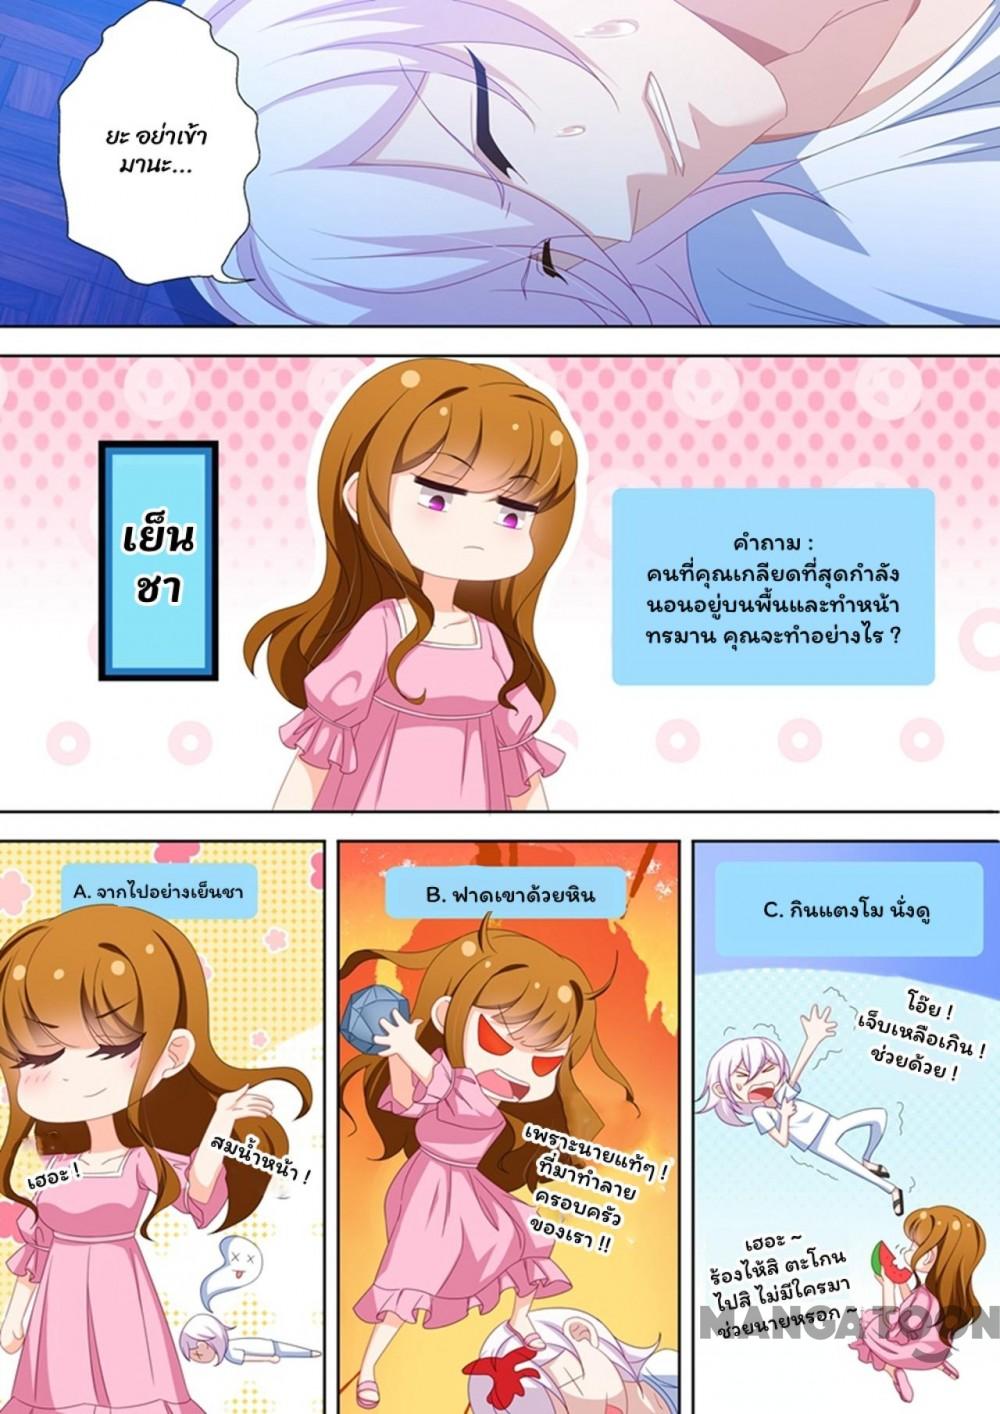 ยะ อย่าเข้า
มานะ...
เย็น
ชา
คำถาม :
คนที่คุณเกลียดที่สุดกำลัง
นอนอยู่บนพื้นและทำหน้า
ทรมาน คุณจะทำอย่างไร ?
A. จากไปอย่างเย็นชา
เฮอะ !
สมน้ำหน้า !
B. ฟาดเขาด้วยหิน
เพราะนายแท้ๆ !
ที่มาทำลาย
ครอบครัว
ของเรา !!
C. กินแตงโม นั่งดู
โอ๊ย !
เจ็บเหลือเกิน !
ช่วยด้วย !
เฮอะ ~
ร้องไห้สิ ตะโกน
ไปสิ ไม่มีใครมา
ช่วยนายหรอก ~
MANGATOON